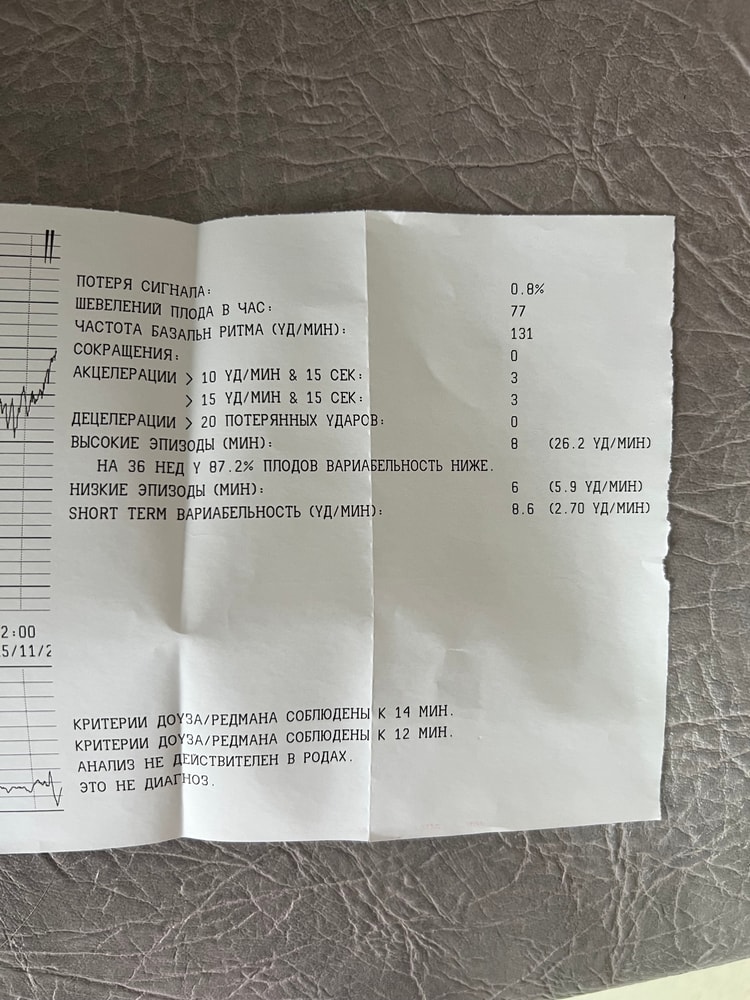 ПОТЕРЯ СИГНАЛА: 0.8%
ШЕВЕЛЕНИЙ ПЛОДА В ЧАС: 77
ЧАСТОТА БАЗАЛЬН РИТМА (УД/МИН): 131
СОКРАЩЕНИЯ: 0
АКЦЕЛЕРАЦИИ > 10 УД/МИН & 15 СЕК: 3
> 15 УД/МИН & 15 СЕК: 3
ДЕЦЕЛЕРАЦИИ > 20 ПОТЕРЯННЫХ УДАРОВ: 0
ВЫСОКИЕ ЭПИЗОДЫ (МИН): 8 (26.2 УД/МИН)
НА 36 НЕД У 87.2% ПЛОДОВ ВАРИАБЕЛЬНОСТЬ НИЖЕ.
НИЗКИЕ ЭПИЗОДЫ (МИН): 6 (5.9 УД/МИН)
SHORT TERM ВАРИАБЕЛЬНОСТЬ (УД/МИН): 8.6 (2.70 УД/МИН)
2:00
5/11/2
КРИТЕРИИ ДОУЗА/РЕДМАНА СОБЛЮДЕНЫ К 14 МИН.
КРИТЕРИИ ДОУЗА/РЕДМАНА СОБЛЮДЕНЫ К 12 МИН.
АНАЛИЗ НЕ ДЕЙСТВИТЕЛЕН В РОДАХ.
ЭТО НЕ ДИАГНОЗ.